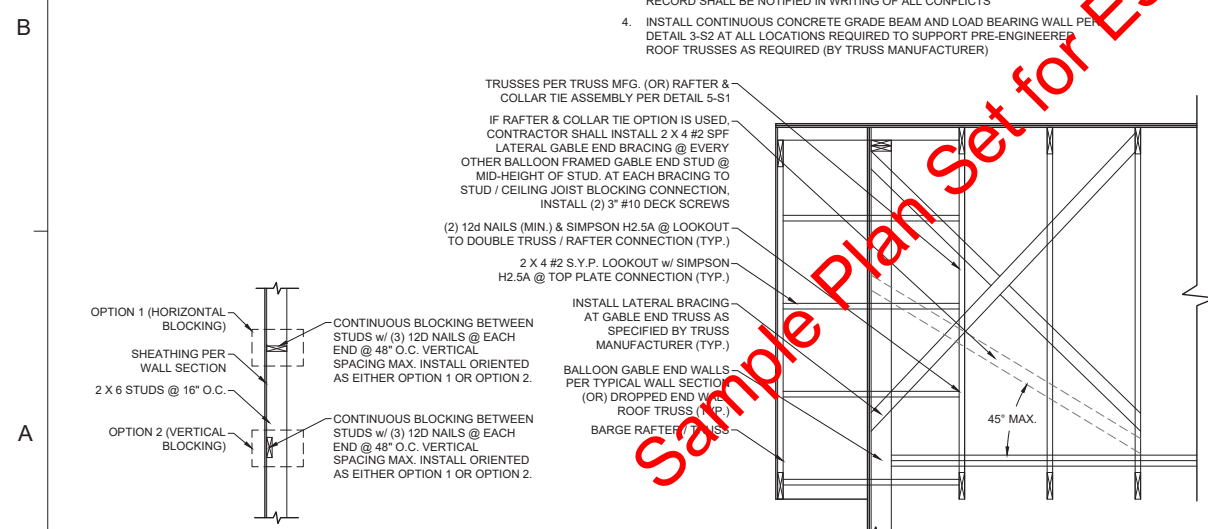 B
RECORD SHALL BE NOTIFIED IN WRITING OF ALL CONFLICTS
4. INSTALL CONTINUOUS CONCRETE GRADE BEAM AND LOAD BEARING WALL PER
DETAIL 3-S2 AT ALL LOCATIONS REQUIRED TO SUPPORT PRE-ENGINEERED
ROOF TRUSSES AS REQUIRED (BY TRUSS MANUFACTURER)
TRUSSES PER TRUSS MFG. (OR) RAFTER &
COLLAR TIE ASSEMBLY PER DETAIL 5-S1
IF RAFTER & COLLAR TIE OPTION IS USED,
CONTRACTOR SHALL INSTALL 2 X 4 #2 SPF
LATERAL GABLE END BRACING @ EVERY
OTHER BALLOON FRAMED GABLE END STUD @
MID-HEIGHT OF STUD. AT EACH BRACING TO
STUD / CEILING JOIST BLOCKING CONNECTION,
INSTALL (2) 3" #10 DECK SCREWS
(2) 12d NAILS (MIN.) & SIMPSON H2.5A @ LOOKOUT
TO DOUBLE TRUSS / RAFTER CONNECTION (TYP.)
2 X 4 #2 S.Y.P. LOOKOUT w/ SIMPSON
H2.5A @ TOP PLATE CONNECTION (TYP.)
INSTALL LATERAL BRACING
AT GABLE END TRUSS AS
SPECIFIED BY TRUSS
MANUFACTURER (TYP.)
BALLOON GABLE END WALLS
PER TYPICAL WALL SECTION
(OR) DROPPED END WALL
ROOF TRUSS (TYP.)
BARGE RAFTER / TRUSS
45° MAX.
OPTION 1 (HORIZONTAL
BLOCKING)
SHEATHING PER
WALL SECTION
2 X 6 STUDS @ 16" O.C.
OPTION 2 (VERTICAL
BLOCKING)
CONTINUOUS BLOCKING BETWEEN
STUDS w/ (3) 12D NAILS @ EACH
END @ 48" O.C. VERTICAL
SPACING MAX. INSTALL ORIENTED
AS EITHER OPTION 1 OR OPTION 2.
CONTINUOUS BLOCKING BETWEEN
STUDS w/ (3) 12D NAILS @ EACH
END @ 48" O.C. VERTICAL
SPACING MAX. INSTALL ORIENTED
AS EITHER OPTION 1 OR OPTION 2.
A
Sample Plan Set for